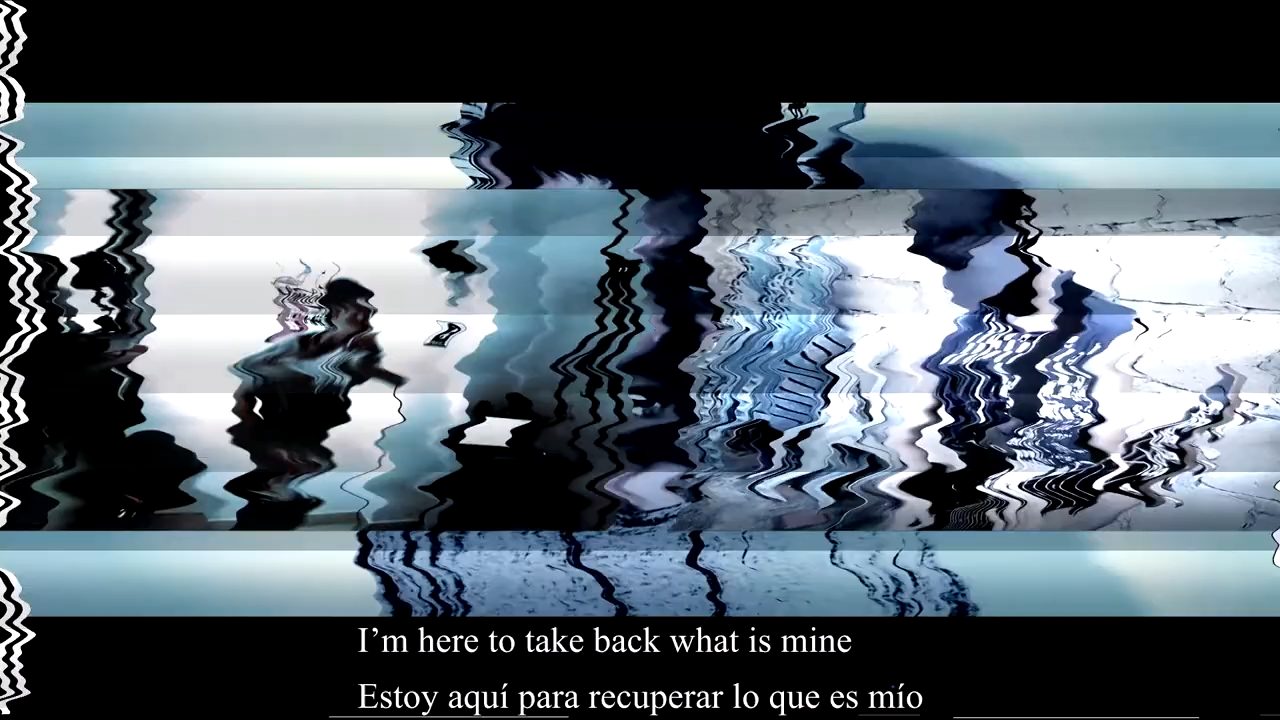 I’m here to take back what is mine
Estoy aquí para recuperar lo que es mío